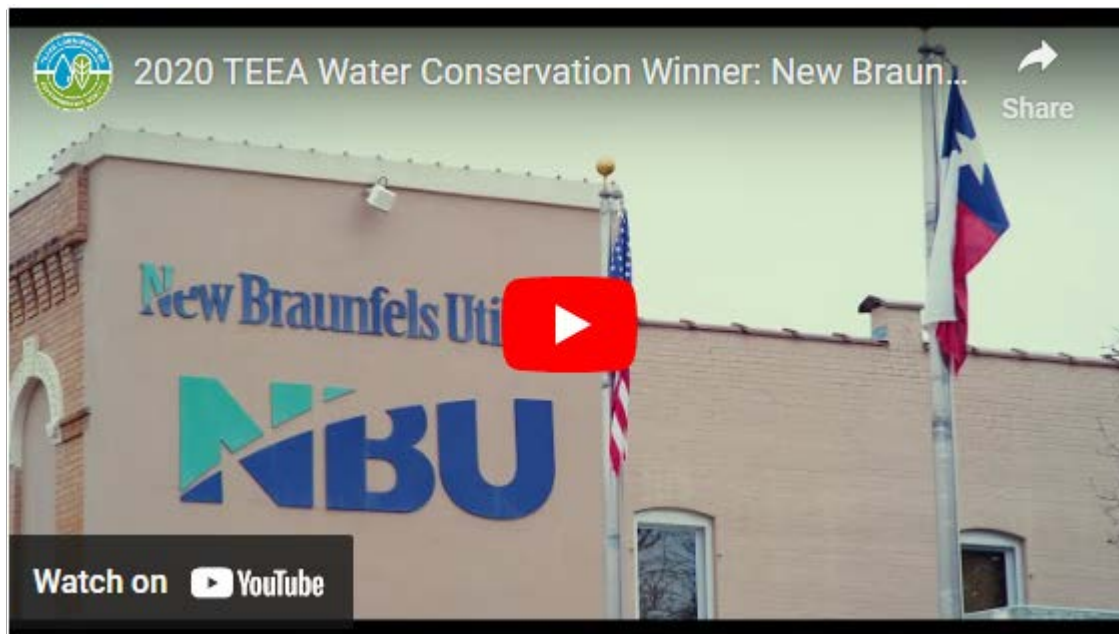 2020 TEEA Water Conservation Winner: New Braun...
Share
New Braunfels Uti
NBU
Watch on YouTube